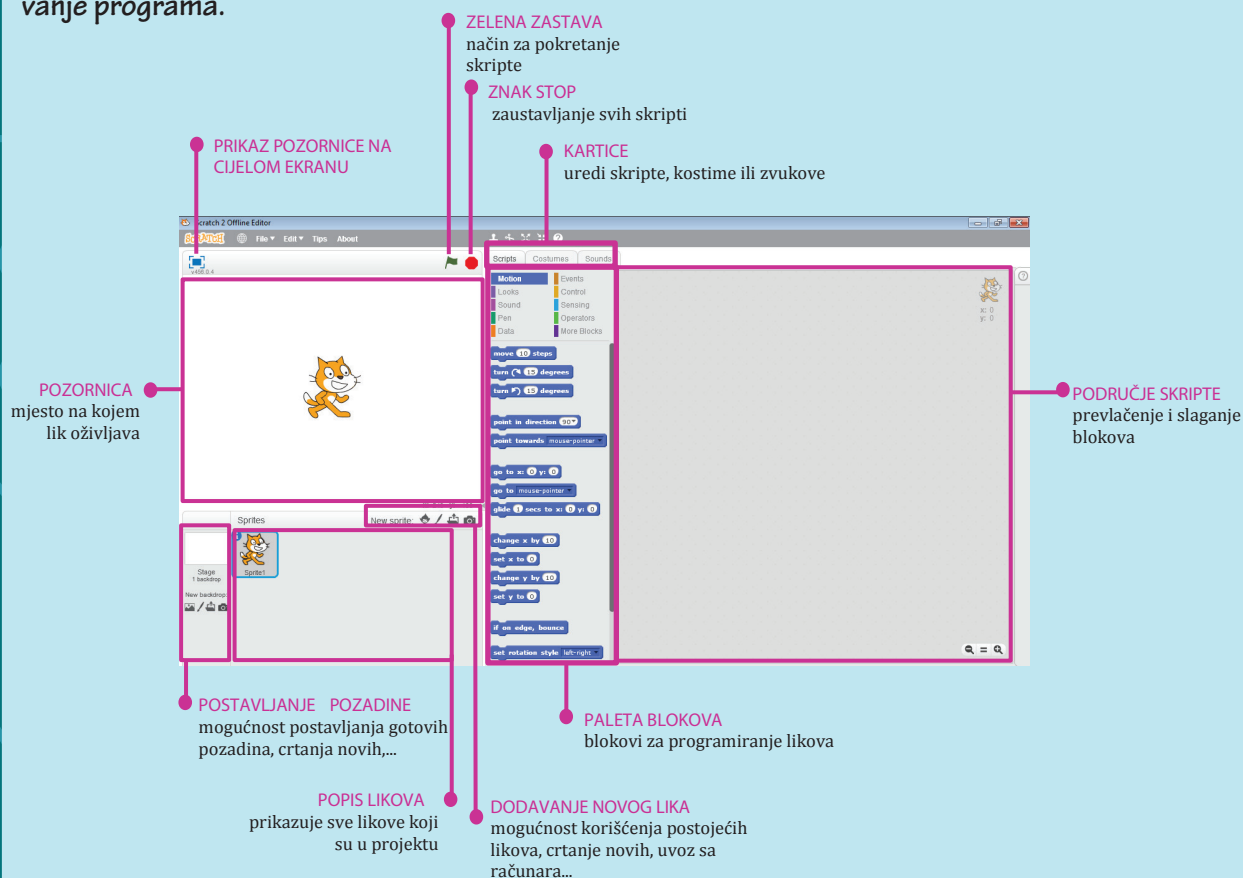 vanje programa.
ZELENA ZASTAVA
način za pokretanje
skripte
ZNAK STOP
zaustavljanje svih skripti
PRIKAZ POZORNICE NA
CIJELOM EKRANU
KARTICE
uredi skripte, kostime ili zvukove
Scratch 2 Offline Editor
SCRATCH File Edit Tips About
v456.0.4
Scripts Costumes Sounds
Motion Events
Looks Control
Sound Sensing
Pen Operators
Data More Blocks
x: 0
y: 0
move 10 steps
turn 15 degrees
turn 15 degrees
point in direction 90
point towards mouse-pointer
go to x: 0 y: 0
go to mouse-pointer
glide 1 secs to x: 0 y: 0
change x by 10
set x to 0
change y by 10
set y to 0
if on edge, bounce
set rotation style left-right
POZORNICA
mjesto na kojem
lik oživljava
PODRUČJE SKRIPTE
prevlačenje i slaganje
blokova
Sprites New sprite:
Stage
1 backdrop
New backdrop:
Sprite1
POSTAVLJANJE POZADINE
mogućnost postavljanja gotovih
pozadina, crtanja novih,...
PALETA BLOKOVA
blokovi za programiranje likova
POPIS LIKOVA
prikazuje sve likove koji
su u projektu
DODAVANJE NOVOG LIKA
mogućnost korišćenja postojećih
likova, crtanje novih, uvoz sa
računara...